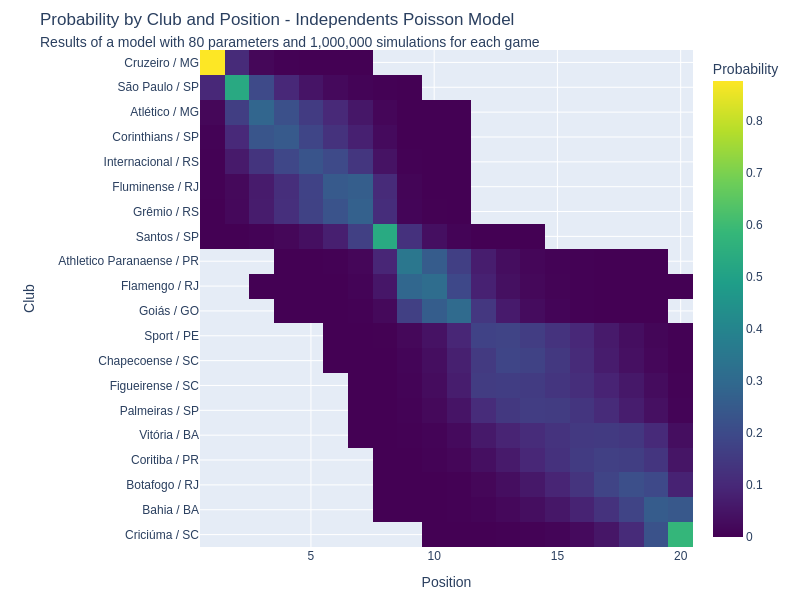 Probability by Club and Position - Independents Poisson Model
Results of a model with 80 parameters and 1,000,000 simulations for each game
Probability
Club
Cruzeiro / MG
São Paulo / SP
Atlético / MG
Corinthians / SP
Internacional / RS
Fluminense / RJ
Grêmio / RS
Santos / SP
Athletico Paranaense / PR
Flamengo / RJ
Goiás / GO
Sport / PE
Chapecoense / SC
Figueirense / SC
Palmeiras / SP
Vitória / BA
Coritiba / PR
Botafogo / RJ
Bahia / BA
Criciúma / SC
0.8
0.7
0.6
0.5
0.4
0.3
0.2
0.1
0
5 10 15 20
Position